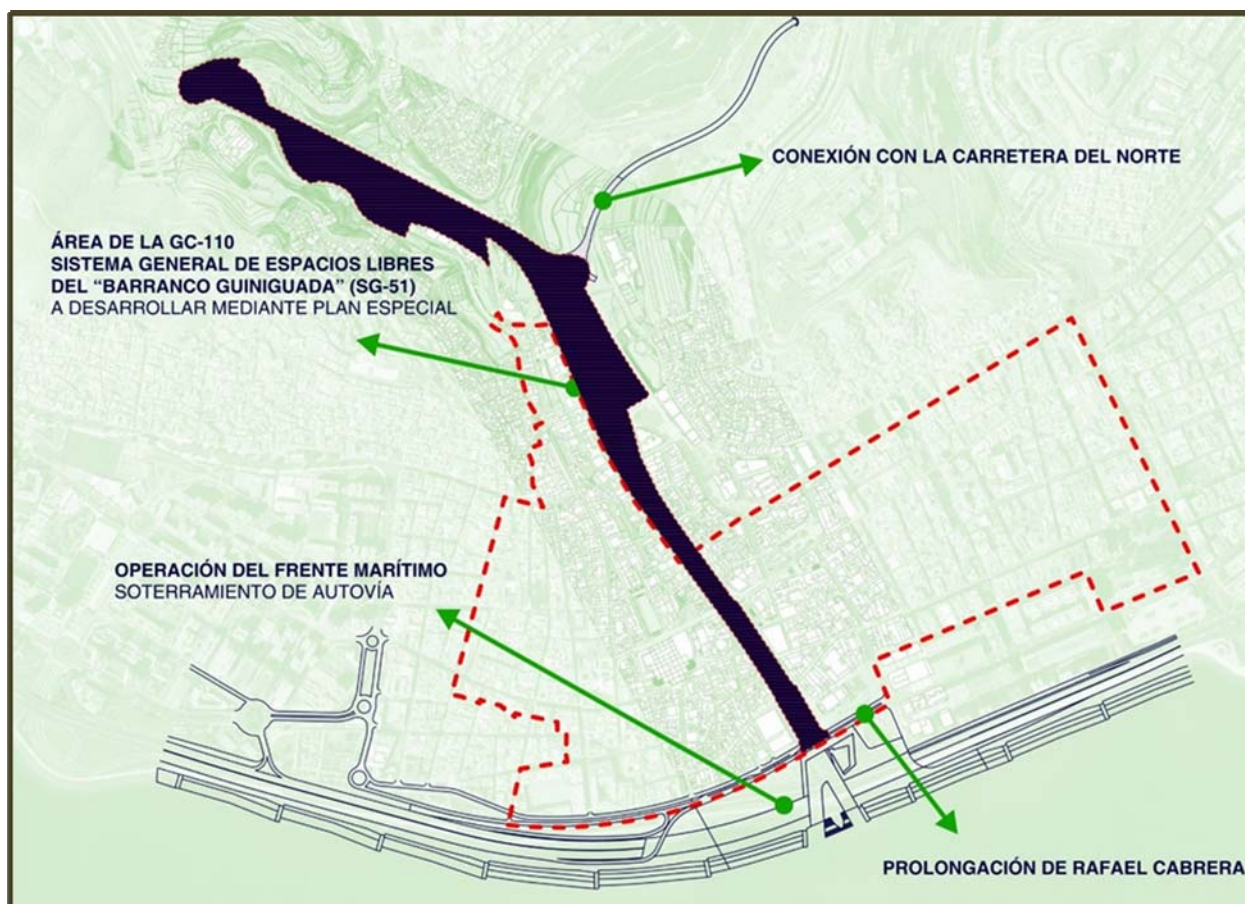 CONEXIÓN CON LA CARRETERA DEL NORTE
ÁREA DE LA GC-110
SISTEMA GENERAL DE ESPACIOS LIBRES
DEL “BARRANCO GUINIGUADA” (SG-51)
A DESARROLLAR MEDIANTE PLAN ESPECIAL
OPERACIÓN DEL FRENTE MARÍTIMO
SOTERRAMIENTO DE AUTOVÍA
PROLONGACIÓN DE RAFAEL CABRERA